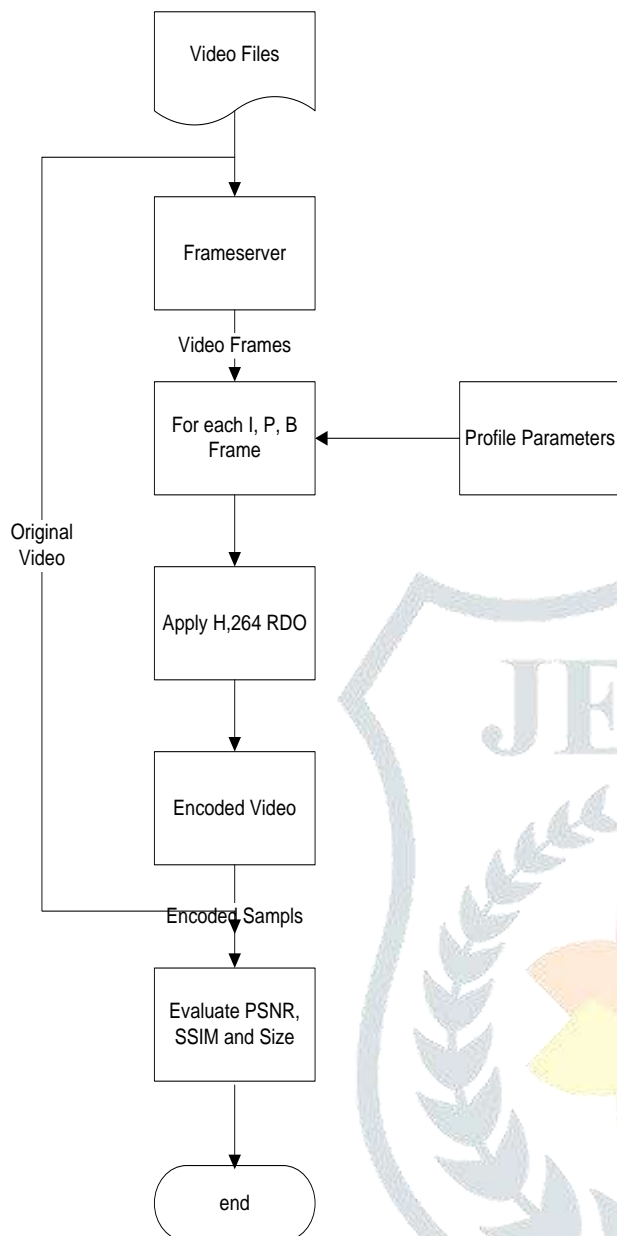 Video Files
Frameserver
Video Frames
For each I, P, B
Frame
Profile Parameters
Original
Video
Apply H,264 RDO
Encoded Video
Encoded Sampls
Evaluate PSNR,
SSIM and Size
end
JE